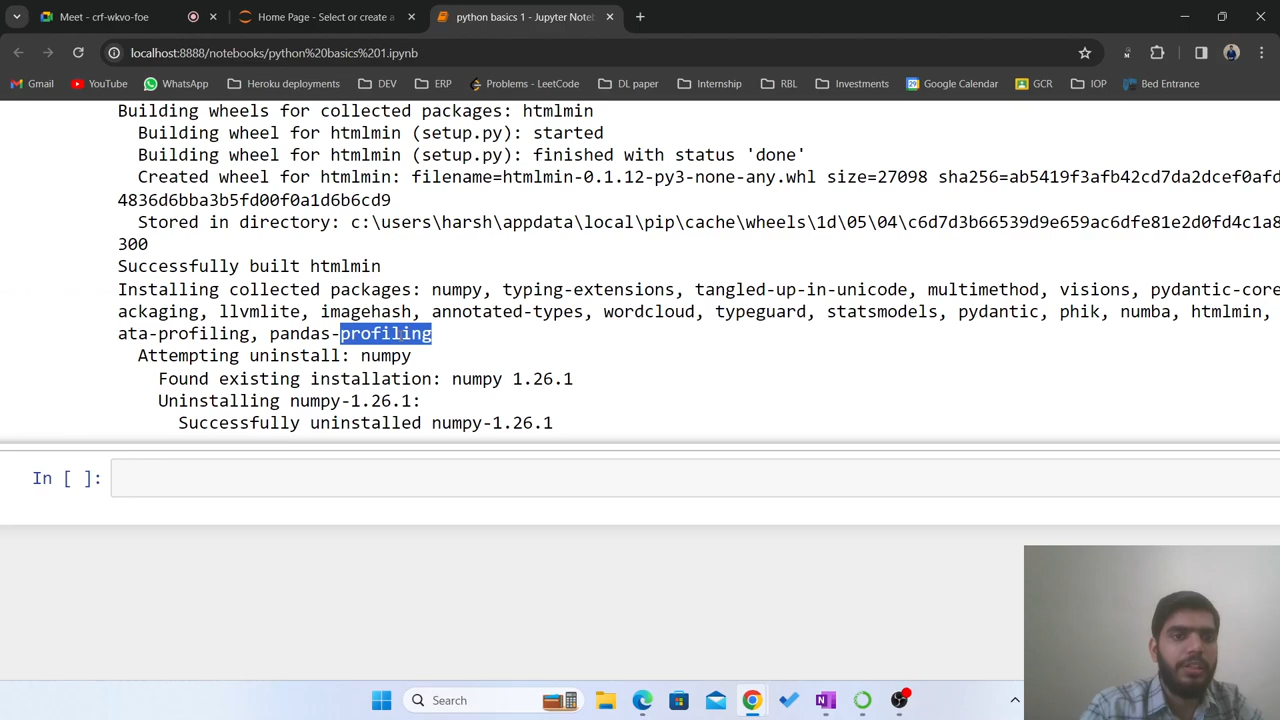 Meet - crf-wkvo-foe
Home Page - Select or create a
python basics 1 - Jupyter Noteb
localhost:8888/notebooks/python%20basics%201.ipynb
Gmail YouTube WhatsApp Heroku deployments DEV ERP Problems - LeetCode DL paper Internship RBL Investments Google Calendar GCR IOP Bed Entrance
Building wheels for collected packages: htmlmin
Building wheel for htmlmin (setup.py): started
Building wheel for htmlmin (setup.py): finished with status 'done'
Created wheel for htmlmin: filename=htmlmin-0.1.12-py3-none-any.whl size=27098 sha256=ab5419f3afb42cd7da2dcef0afd
4836d6bba3b5fd00f0a1d6b6cd9
Stored in directory: c:\users\harsh\appdata\local\pip\cache\wheels\1d\05\04\c6d7d3b66539d9e659ac6dfe81e2d0fd4c1a8
300
Successfully built htmlmin
Installing collected packages: numpy, typing-extensions, tangled-up-in-unicode, multimethod, visions, pydantic-core
ackaging, llvmlite, imagehash, annotated-types, wordcloud, typeguard, statsmodels, pydantic, phik, numba, htmlmin,
ata-profiling, pandas-profiling
Attempting uninstall: numpy
Found existing installation: numpy 1.26.1
Uninstalling numpy-1.26.1:
Successfully uninstalled numpy-1.26.1
In [ ]:
Search